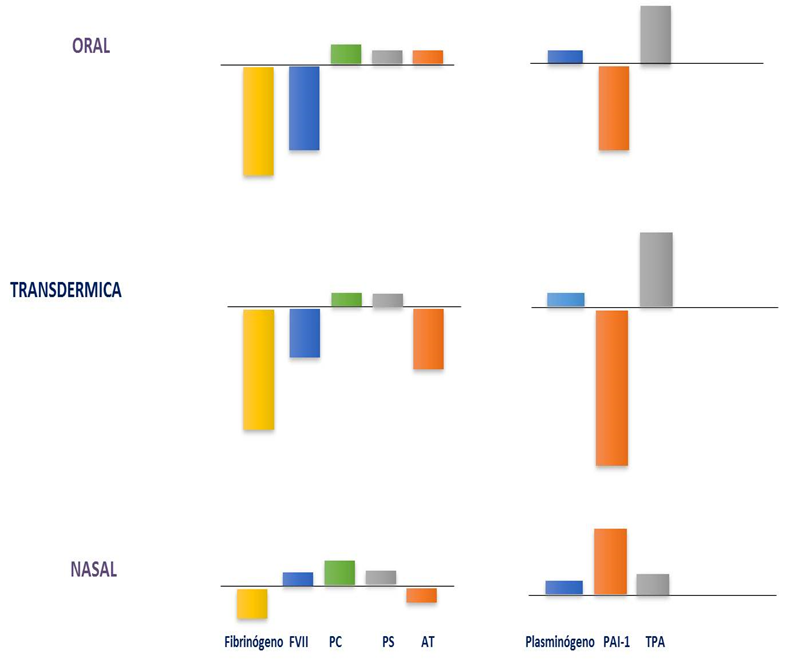 ORAL
TRANSDERMICA
NASAL
Fibrinógeno FVII PC PS AT
Plasminógeno PAI-1 TPA